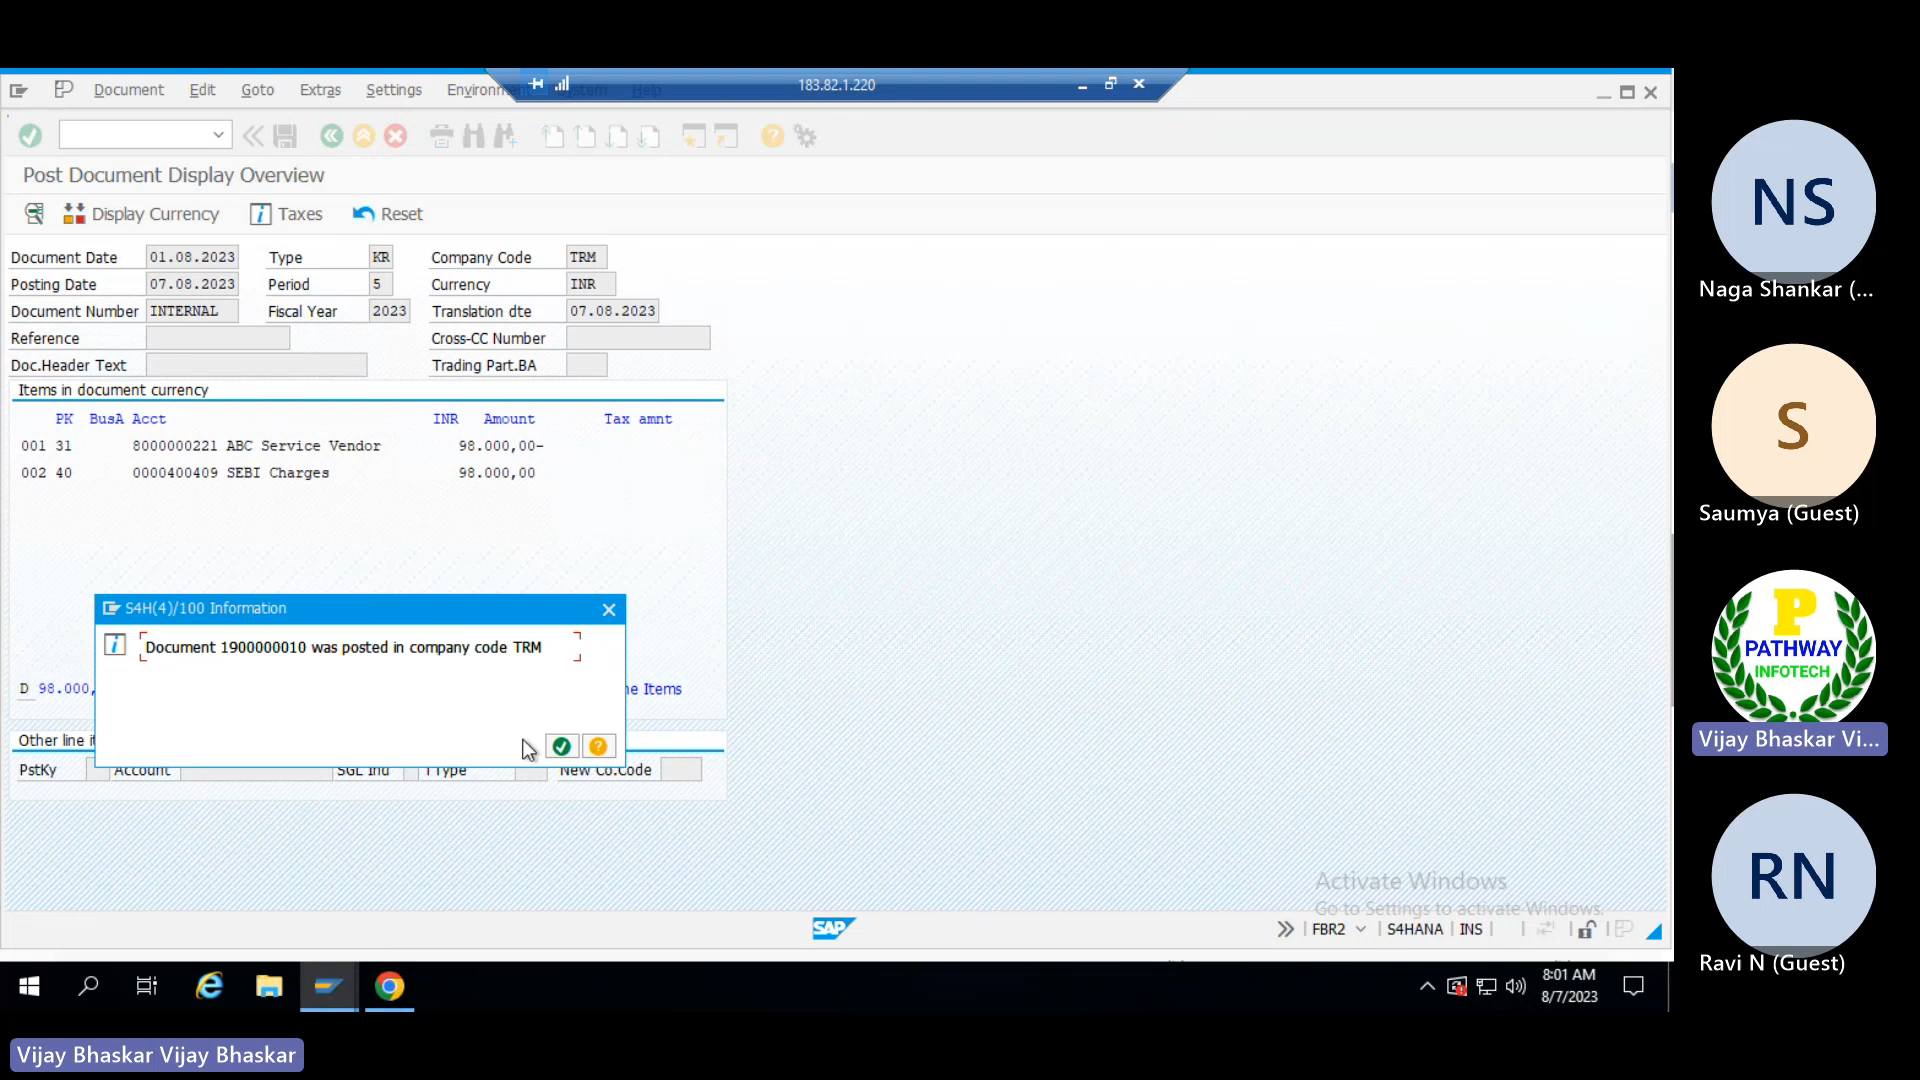 Document Edit Goto Extras Settings Environ 183.82.1.220
Post Document Display Overview
Display Currency Taxes Reset
Document Date 01.08.2023 Type KR Company Code TRM
Posting Date 07.08.2023 Period 5 Currency INR
Document Number INTERNAL Fiscal Year 2023 Translation dte 07.08.2023
Reference Cross-CC Number
Doc.Header Text Trading Part.BA
Items in document currency
PK BusA Acct INR Amount Tax amnt
001 31 8000000221 ABC Service Vendor 98.000,00-
002 40 0000400409 SEBI Charges 98.000,00
S4H(4)/100 Information
Document 1900000010 was posted in company code TRM
D 98.000, ne Items
Other line it
PstKy Account SGL Ind TType New Co.Code
Activate Windows
Go to Settings to activate Windows.
SAP FBR2 S4HANA INS
8:01 AM
8/7/2023
Vijay Bhaskar Vijay Bhaskar
NS
Naga Shankar (...
S
Saumya (Guest)
P
PATHWAY
INFOTECH
Vijay Bhaskar Vi...
RN
Ravi N (Guest)